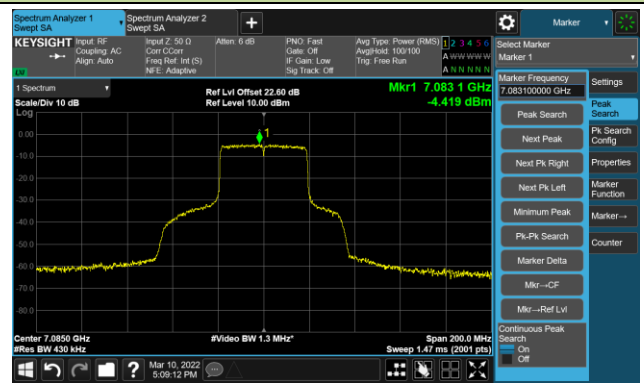 Spectrum Analyzer 1
Swept SA
Spectrum Analyzer 2
Swept SA
Marker
KEYSIGHT
Input: RF
Coupling: AC
Align: Auto
Input Z: 50 Ω
Corr CCorr
Freq Ref: Int (S)
NFE: Adaptive
Atten: 6 dB
PNO: Fast
Gate: Off
IF Gain: Low
Sig Track: Off
Avg Type: Power (RMS)
Avg|Hold: 100/100
Trig: Free Run
1 2 3 4 5 6
A W W W W W
A N N N N N
LW
Select Marker
Marker 1
1 Spectrum
Scale/Div 10 dB
Log
Ref Lvl Offset 22.60 dB
Ref Level 10.00 dBm
Mkr1 7.083 1 GHz
-4.419 dBm
1
0.00
-10.0
-20.0
-30.0
-40.0
-50.0
-60.0
-70.0
-80.0
Center 7.0850 GHz
#Res BW 430 kHz
#Video BW 1.3 MHz*
Span 200.0 MHz
Sweep 1.47 ms (2001 pts)
Marker Frequency
7.083100000 GHz
Peak Search
Next Peak
Next Pk Right
Next Pk Left
Minimum Peak
Pk-Pk Search
Marker Delta
Mkr→CF
Mkr→Ref Lvl
Continuous Peak
Search
On
Off
Settings
Peak
Search
Pk Search
Config
Properties
Marker
Function
Marker→
Counter
Mar 10, 2022
5:09:12 PM